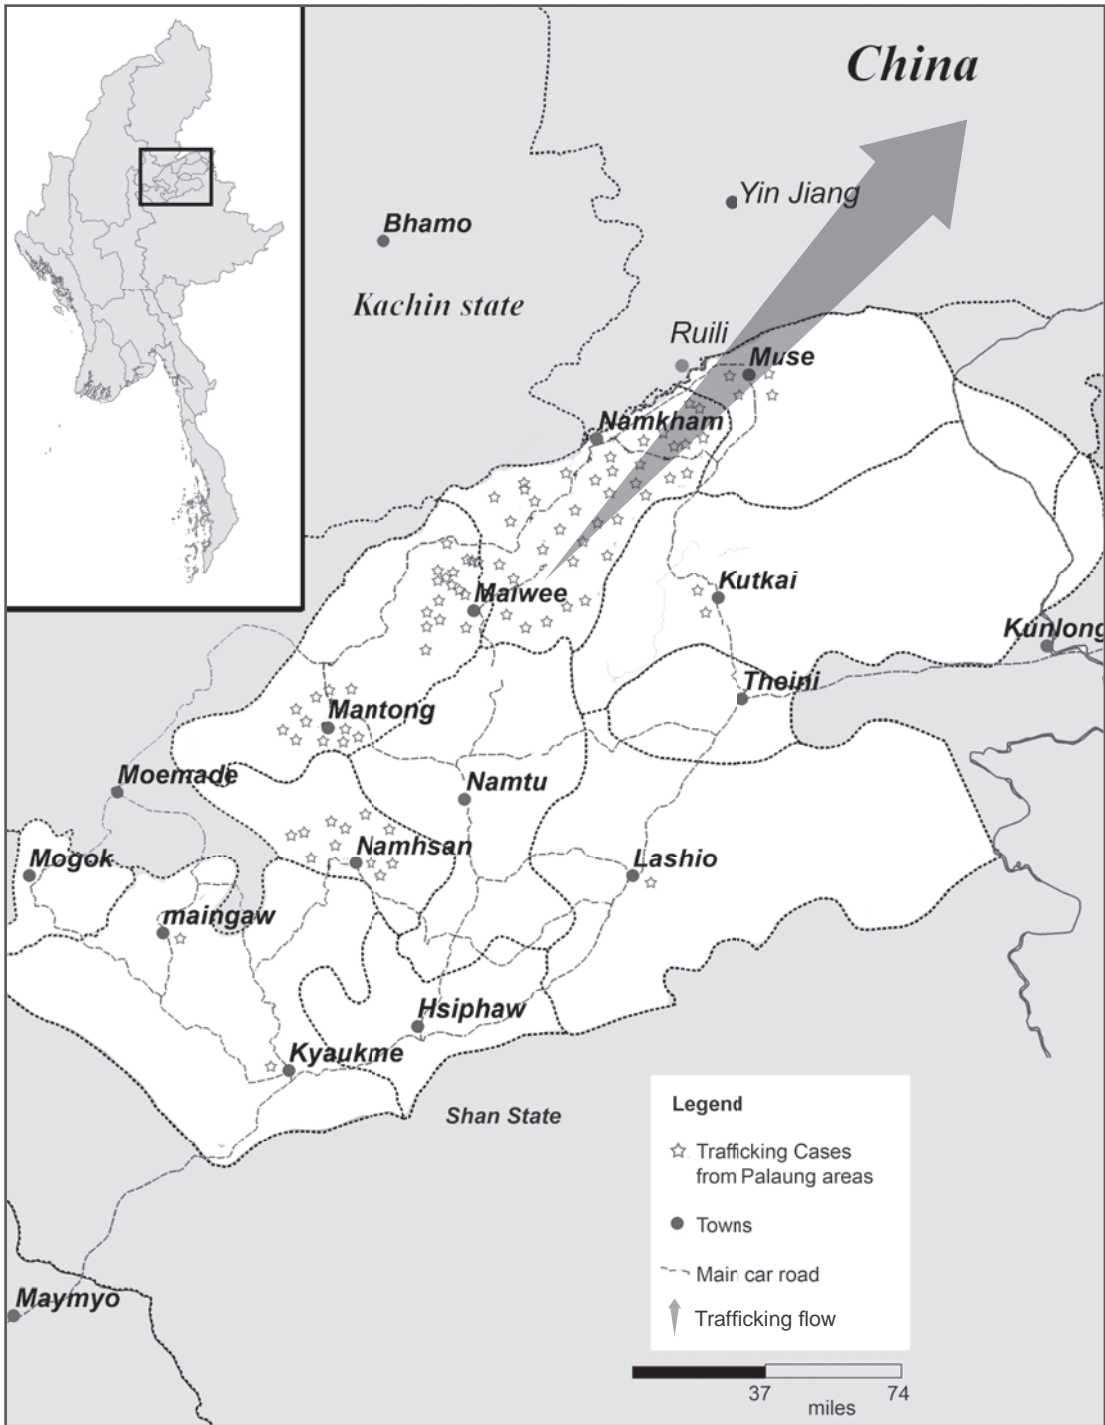 China
Yin Jiang
Bhamo
Kachin state
Ruili
Muse
Namkham
Kutkai
Maiwee
Kunlong
Theini
Mantong
Moemade
Namtu
Namhsan
Lashio
Mogok
maingaw
Hsiphaw
Kyaukme
Shan State
Maymyo
Legend
Trafficking Cases
from Palaung areas
Towns
Main car road
Trafficking flow
37
74
miles